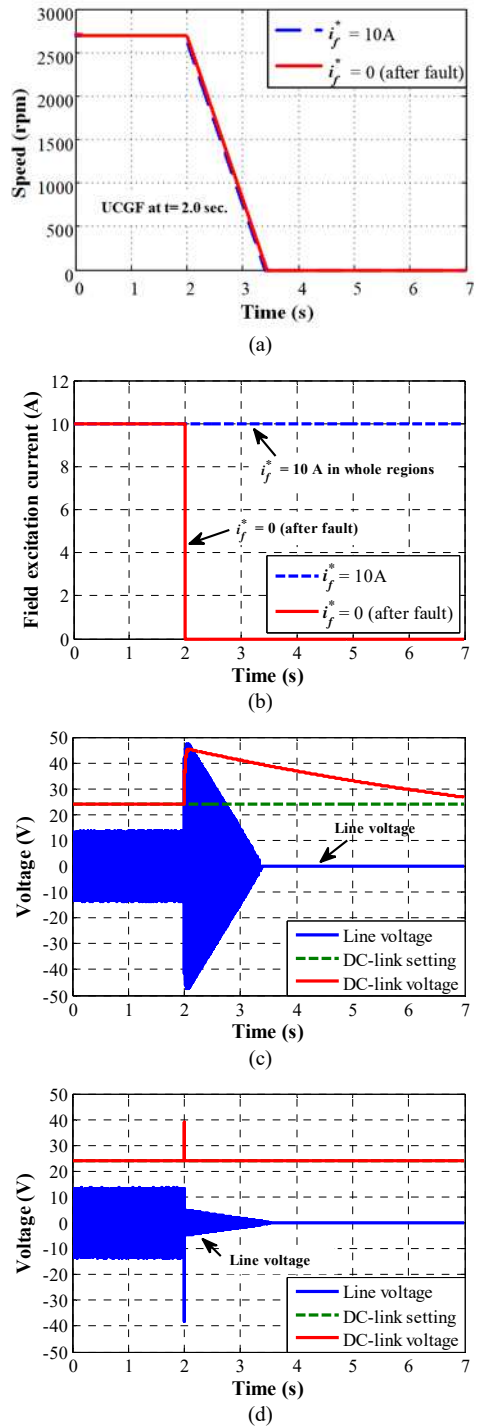 3000
2500
2000
1500
1000
500
0
Speed (rpm)
i_f^* = 10A
i_f^* = 0 (after fault)
UCGF at t= 2.0 sec.
0 1 2 3 4 5 6 7
Time (s)
(a)
12
10
8
6
4
2
0
Field excitation current (A)
i_f^* = 10 A in whole regions
i_f^* = 0 (after fault)
i_f^* = 10A
i_f^* = 0 (after fault)
0 1 2 3 4 5 6 7
Time (s)
(b)
50
40
30
20
10
0
-10
-20
-30
-40
-50
Voltage (V)
Line voltage
Line voltage
DC-link setting
DC-link voltage
0 1 2 3 4 5 6 7
Time (s)
(c)
50
40
30
20
10
0
-10
-20
-30
-40
-50
Voltage (V)
Line voltage
Line voltage
DC-link setting
DC-link voltage
0 1 2 3 4 5 6 7
Time (s)
(d)